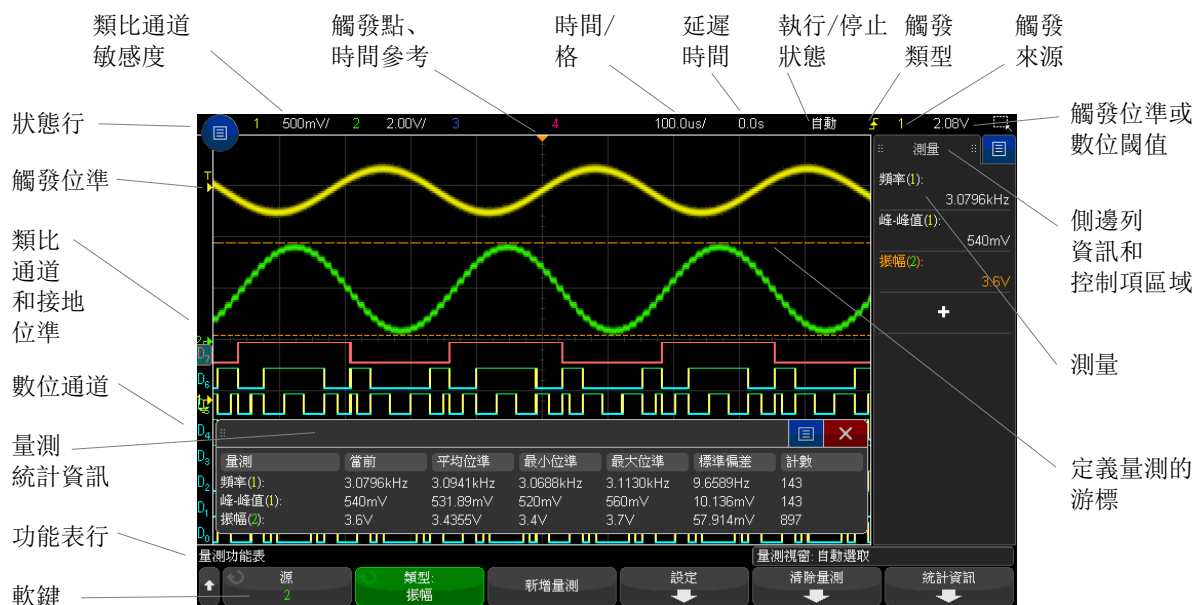 類比通道
敏感度
觸發點、
時間參考
時間/
格
延遲
時間
執行/停止
狀態
觸發
類型
觸發
來源
狀態行
觸發位準
類比
通道
和接地
位準
數位通道
量測
統計資訊
功能表行
軟鍵
觸發位準或
數位閾值
側邊列
資訊和
控制項區域
測量
定義量測的
游標
1 500mV/ 2 2.00V/ 3 4 100.0us/ 0.0s 自動 1 2.08V
T
測量
頻率(1):
3.0796kHz
峰-峰值(1):
540mV
振幅(2):
3.6V
2
D7
D6
D4
D3
D2
D1
D0
量測 當前 平均位準 最小位準 最大位準 標準偏差 計數
頻率(1): 3.0796kHz 3.0941kHz 3.0688kHz 3.1130kHz 9.6589Hz 143
峰-峰值(1): 540mV 531.89mV 520mV 560mV 10.136mV 143
振幅(2): 3.6V 3.4355V 3.4V 3.7V 57.914mV 897
量測功能表
量測視窗: 自動選取
源
2
類型:
振幅
新增量測
設定
清除量測
統計資訊